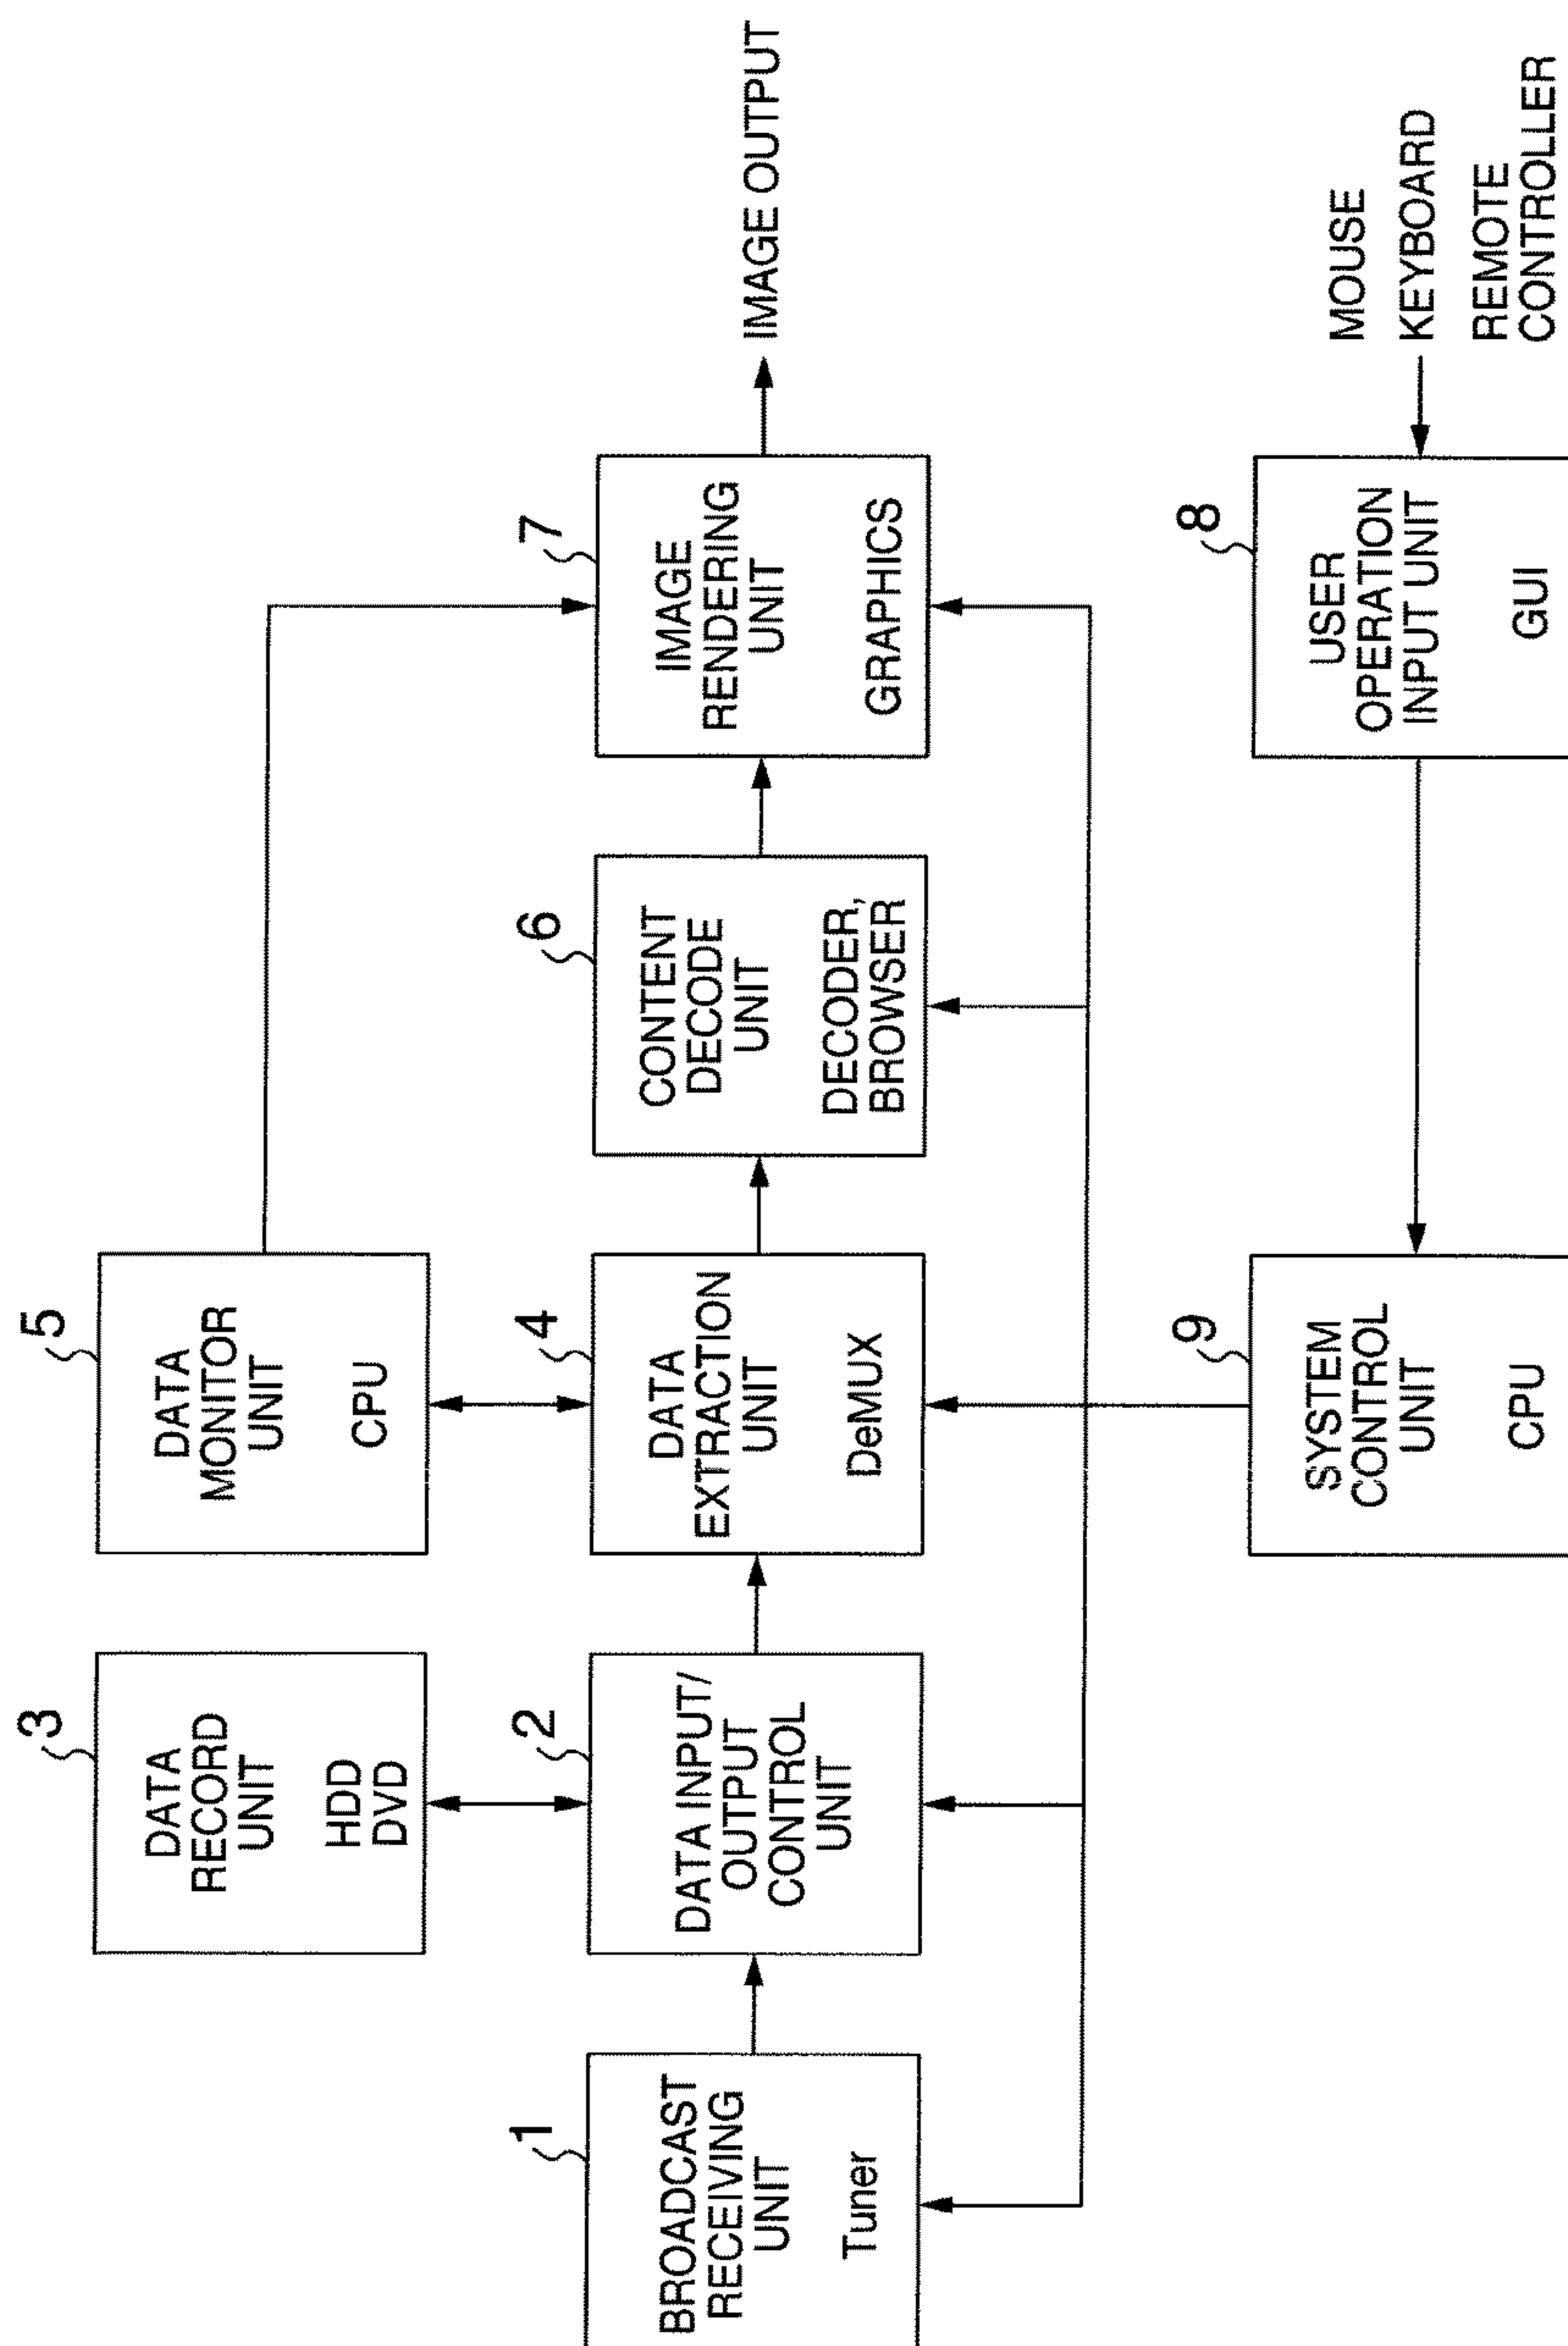 3
DATA
RECORD
UNIT
HDD
DVD
5
DATA
MONITOR
UNIT
CPU
1
BROADCAST
RECEIVING
UNIT
Tuner
2
DATA INPUT/
OUTPUT
CONTROL
UNIT
4
DATA
EXTRACTION
UNIT
DeMUX
6
CONTENT
DECODE
UNIT
DECODER,
BROWSER
7
IMAGE
RENDERING
UNIT
GRAPHICS
IMAGE OUTPUT
9
SYSTEM
CONTROL
UNIT
CPU
8
USER
OPERATION
INPUT UNIT
GUI
MOUSE
KEYBOARD
REMOTE
CONTROLLER